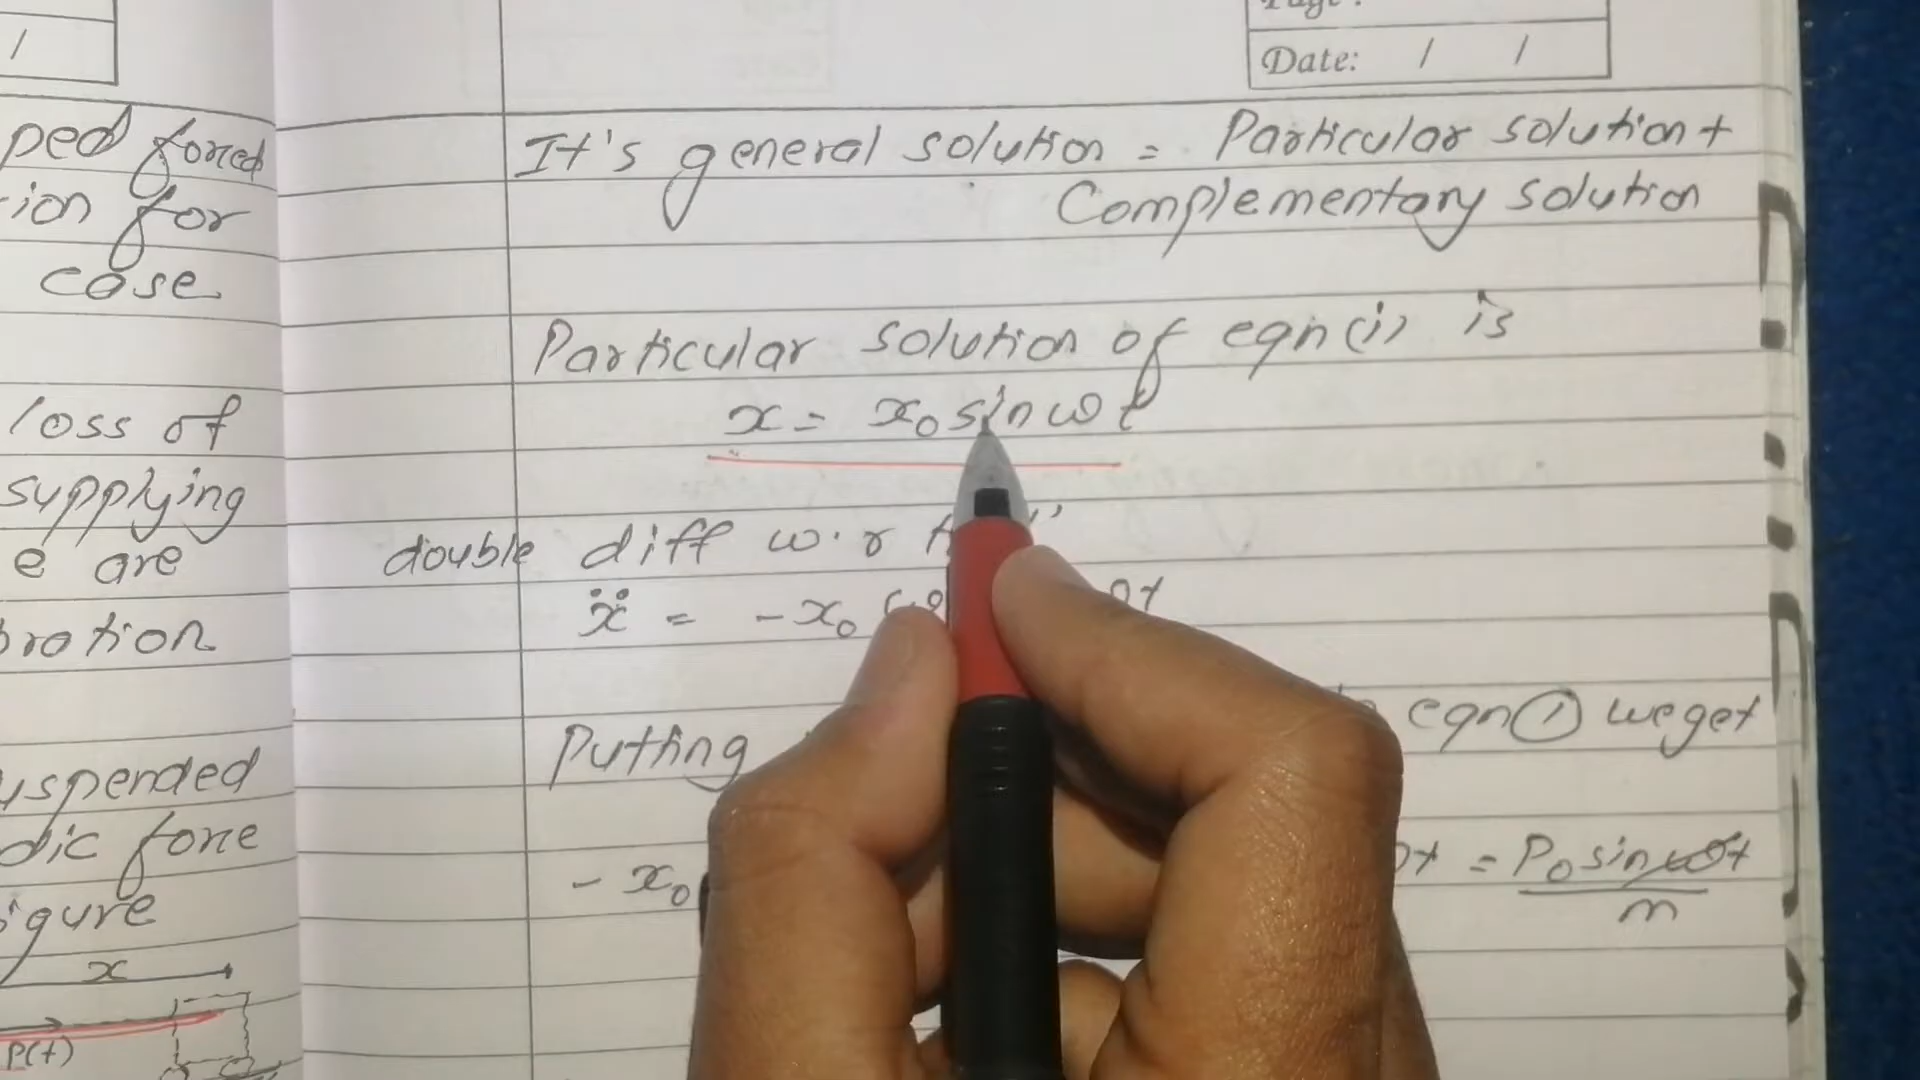 Date: / /
/
ped forced
ion for
case
loss of
supplying
e are
bration
uspended
dic force
igure
x
P(t)
It's general solution = Particular solution +
Complementary solution
Particular solution of eqn (i) is
x = x₀ sin ω t
double diff w.r
ẍ = - x₀
Putting eqn (1) we get
- x₀ = P₀ sin ωt
m